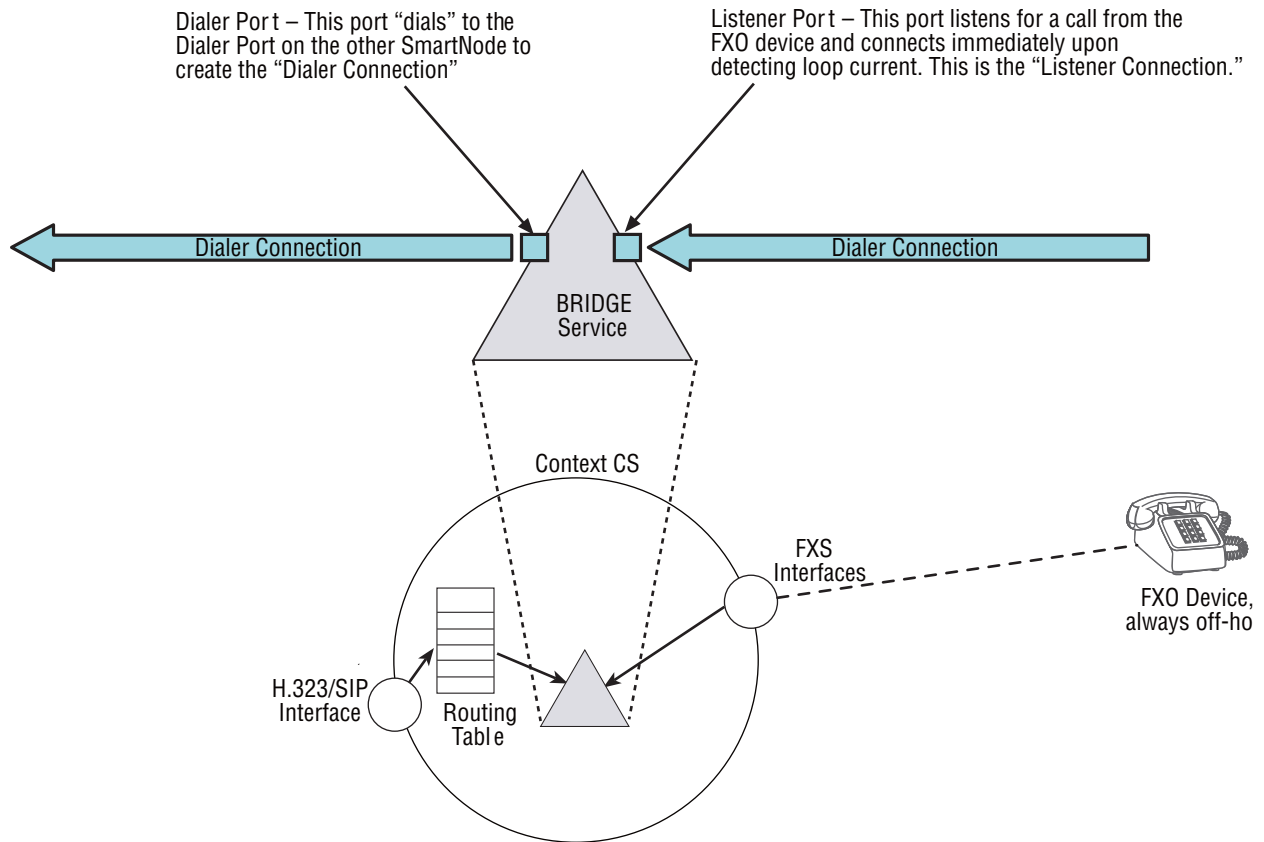 Dialer Port – This port “dials” to the
Dialer Port on the other SmartNode to
create the “Dialer Connection”
Listener Port – This port listens for a call from the
FXO device and connects immediately upon
detecting loop current. This is the “Listener Connection.”
Dialer Connection
Dialer Connection
BRIDGE
Service
Context CS
FXS
Interfaces
FXO Device,
always off-ho
H.323/SIP
Interface
Routing
Table